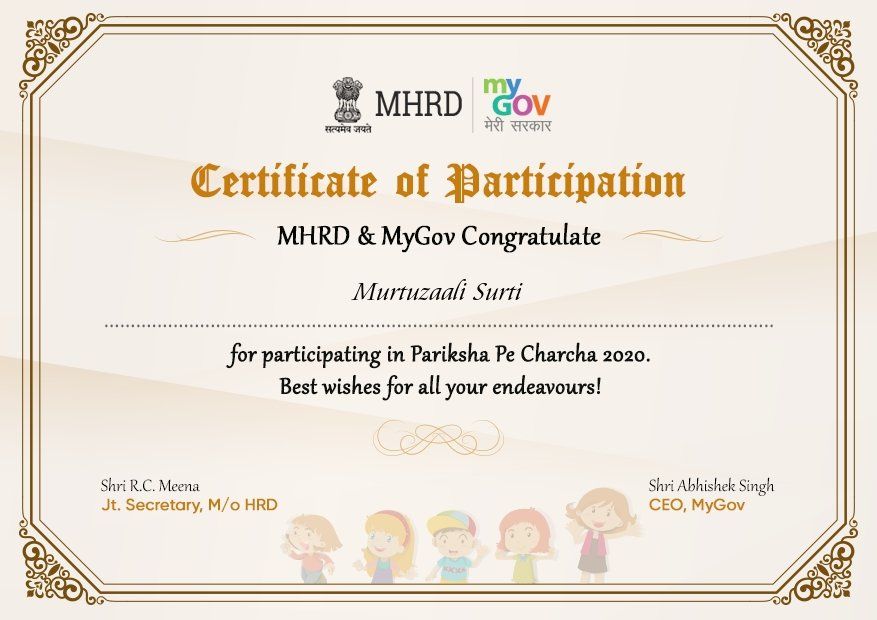 सत्यमेव जयते
MHRD
my
GOV
मेरी सरकार
Certificate of Participation
MHRD & MyGov Congratulate
Murtuzaali Surti
for participating in Pariksha Pe Charcha 2020.
Best wishes for all your endeavours!
Shri R.C. Meena
Jt. Secretary, M/o HRD
Shri Abhishek Singh
CEO, MyGov